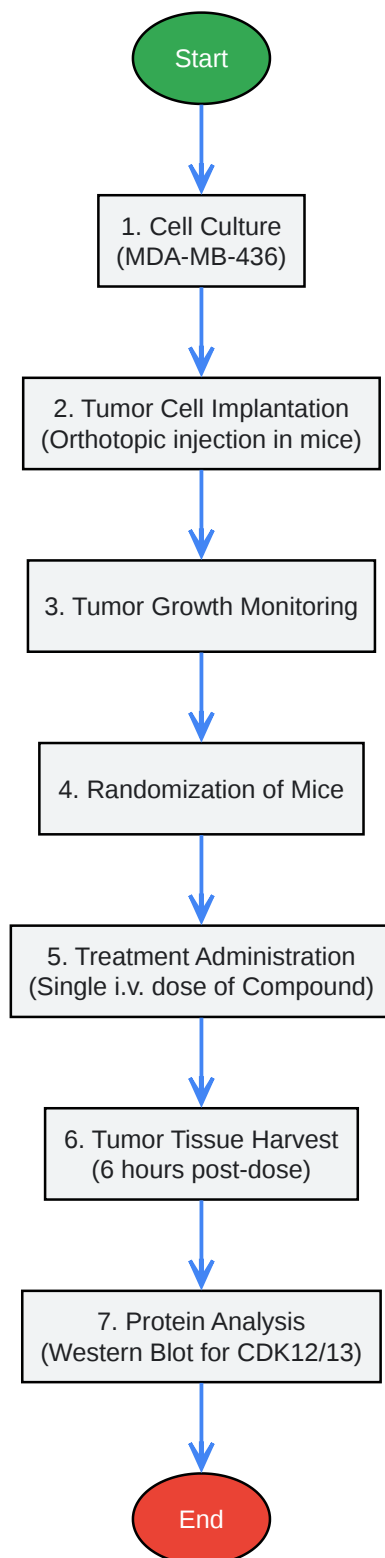 Start
1. Cell Culture
(MDA-MB-436)
2. Tumor Cell Implantation
(Orthotopic injection in mice)
3. Tumor Growth Monitoring
4. Randomization of Mice
5. Treatment Administration
(Single i.v. dose of Compound)
6. Tumor Tissue Harvest
(6 hours post-dose)
7. Protein Analysis
(Western Blot for CDK12/13)
End